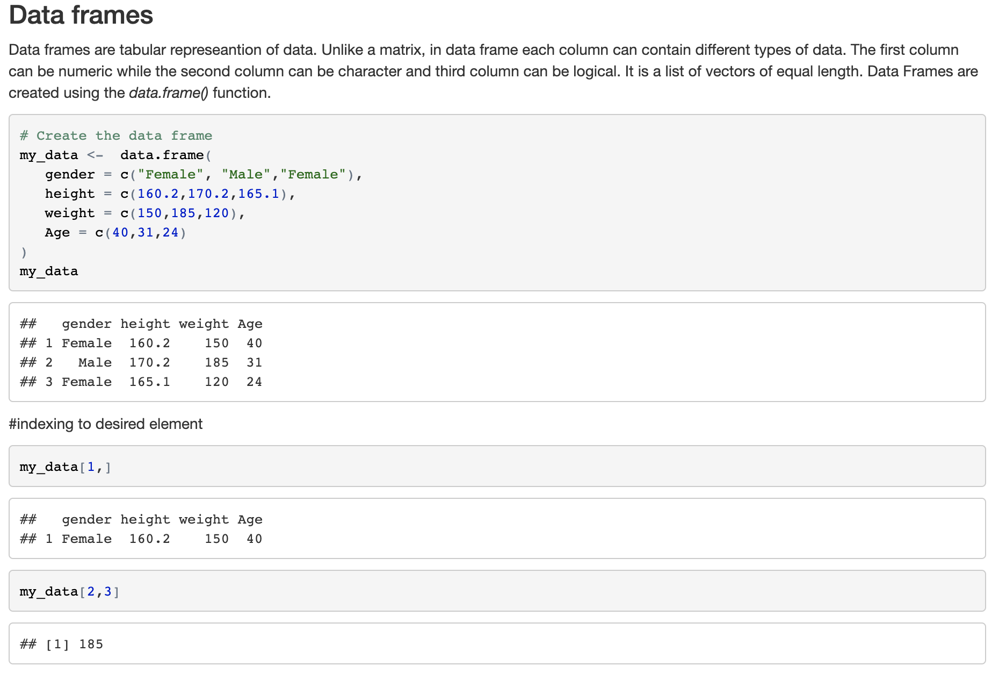 Data frames
Data frames are tabular represeantion of data. Unlike a matrix, in data frame each column can contain different types of data. The first column
can be numeric while the second column can be character and third column can be logical. It is a list of vectors of equal length. Data Frames are
created using the data.frame() function.
# Create the data frame
my_data <-  data.frame(
   gender = c("Female", "Male","Female"),
   height = c(160.2,170.2,165.1),
   weight = c(150,185,120),
   Age = c(40,31,24)
)
my_data
##   gender height weight Age
## 1 Female  160.2    150  40
## 2   Male  170.2    185  31
## 3 Female  165.1    120  24
#indexing to desired element
my_data[1,]
##   gender height weight Age
## 1 Female  160.2    150  40
my_data[2,3]
## [1] 185